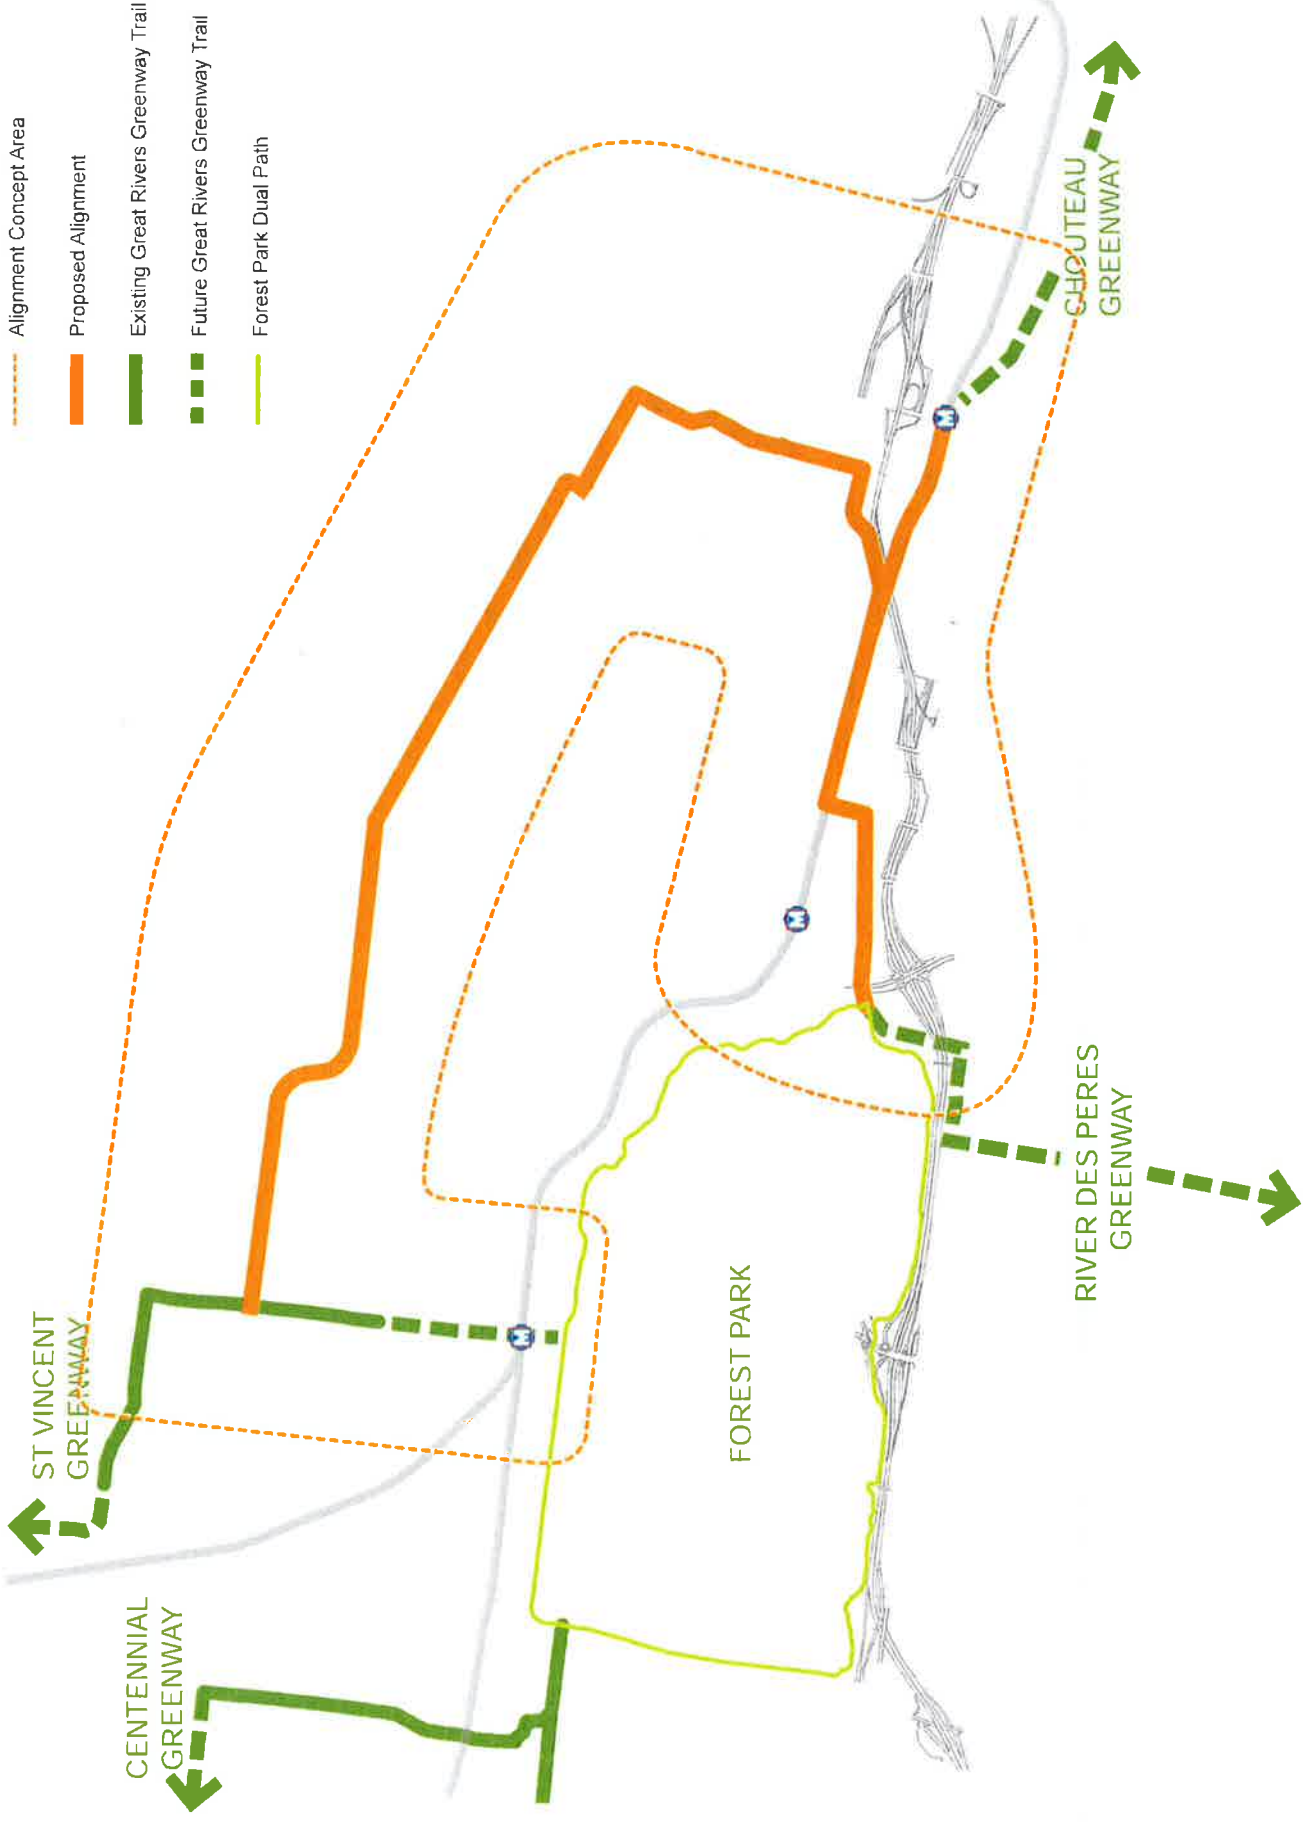 Alignment Concept Area
Proposed Alignment
Existing Great Rivers Greenway Trail
Future Great Rivers Greenway Trail
Forest Park Dual Path
ST VINCENT
GREENWAY
CENTENNIAL
GREENWAY
FOREST PARK
RIVER DES PERES
GREENWAY
CHOUTEAU
GREENWAY
M
M
M